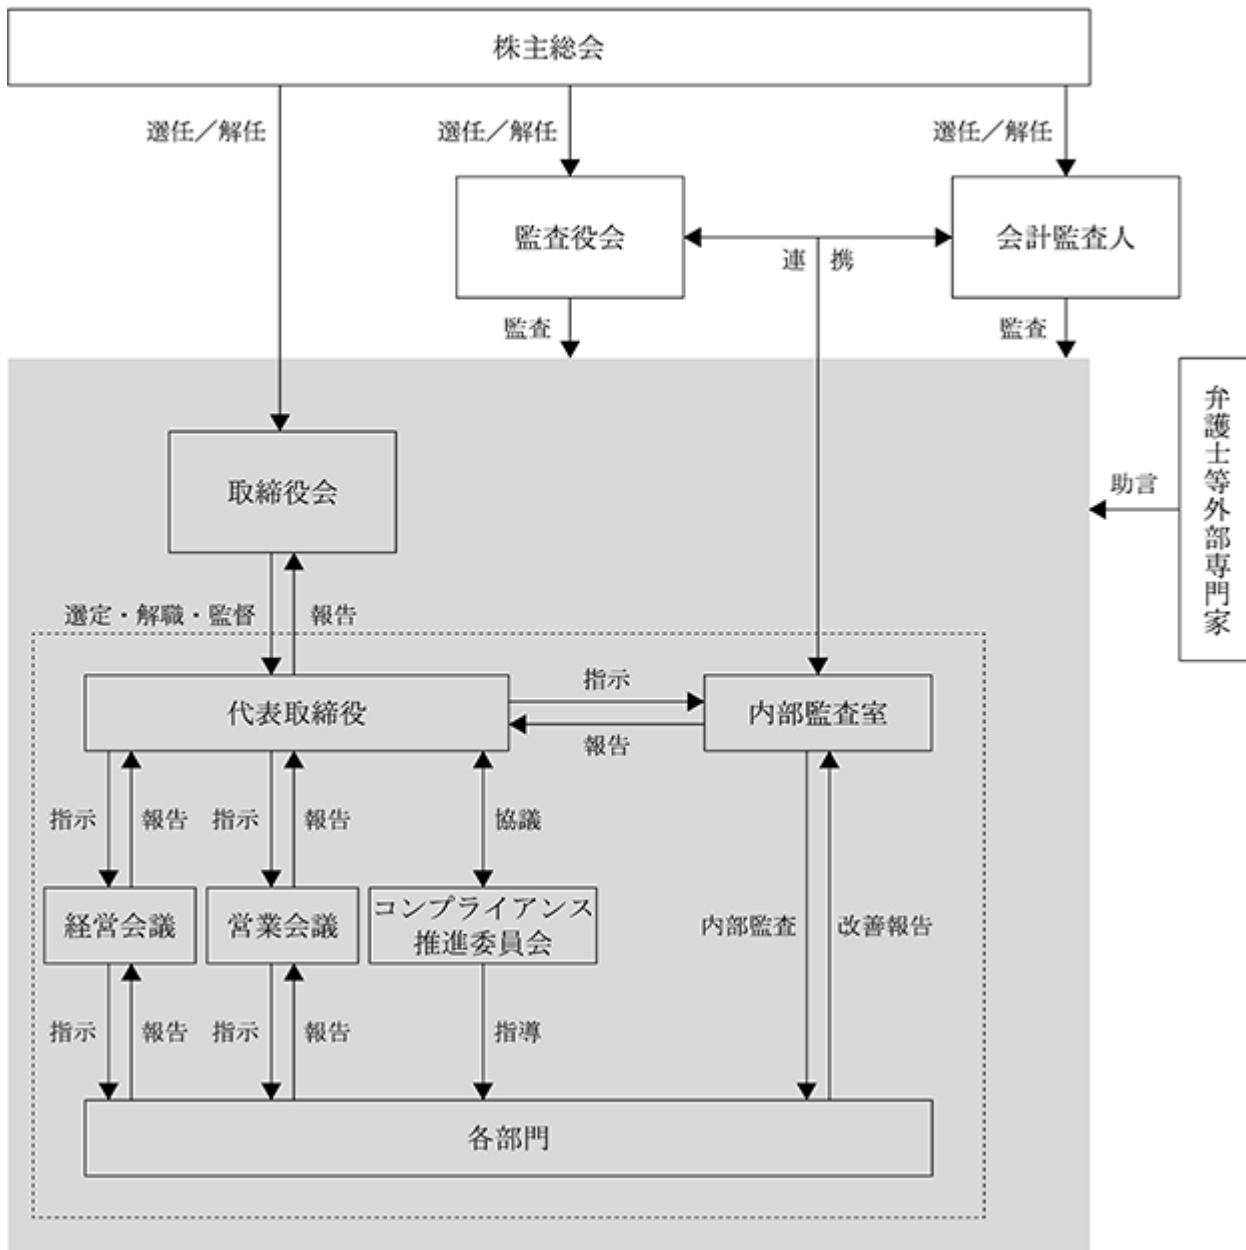 株主総会
選任／解任
選任／解任
選任／解任
監査役会
会計監査人
連携
監査
監査
弁護士等外部専門家
助言
取締役会
選定・解職・監督
報告
代表取締役
指示
報告
内部監査室
指示
報告
指示
報告
協議
経営会議
営業会議
コンプライアンス
推進委員会
内部監査
改善報告
指示
報告
指示
報告
指導
各部門